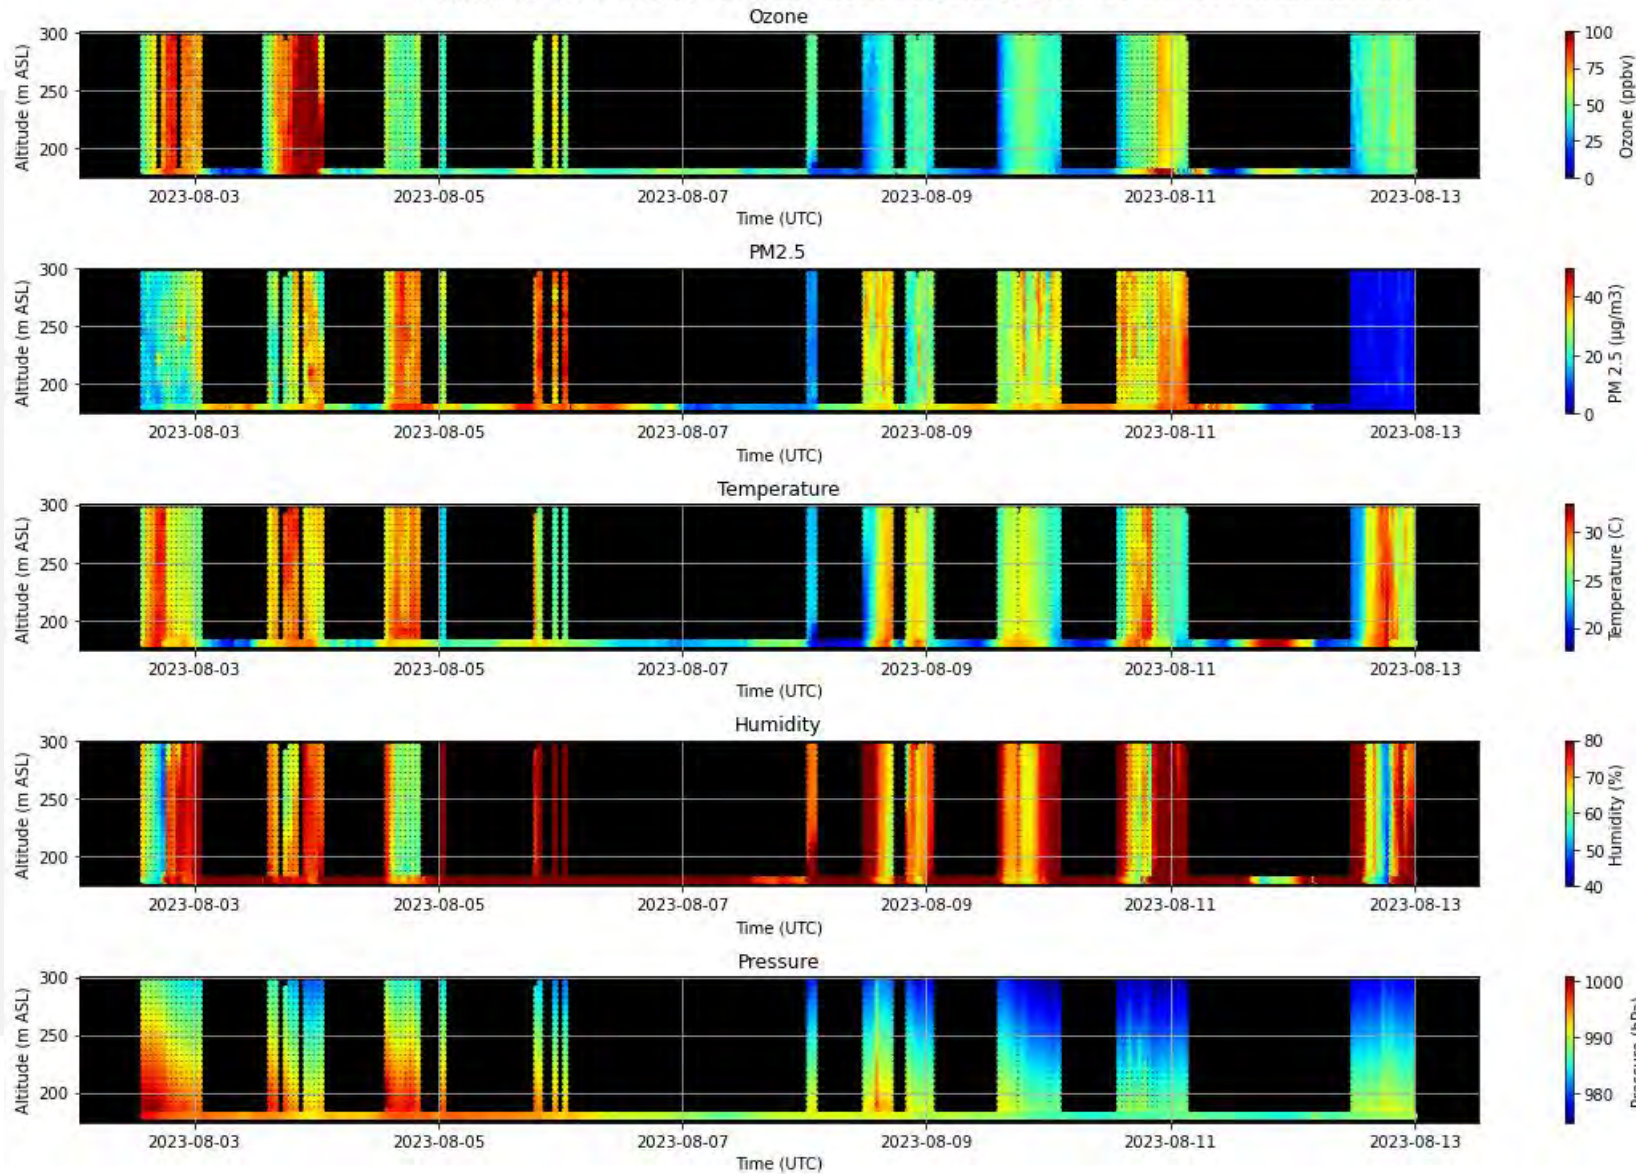 Ozone
300
250
200
Altitude (m ASL)
2023-08-03 2023-08-05 2023-08-07 2023-08-09 2023-08-11 2023-08-13
Time (UTC)
100
75
50
25
0
Ozone (ppbv)
PM2.5
300
250
200
Altitude (m ASL)
2023-08-03 2023-08-05 2023-08-07 2023-08-09 2023-08-11 2023-08-13
Time (UTC)
40
20
0
PM 2.5 (µg/m3)
Temperature
300
250
200
Altitude (m ASL)
2023-08-03 2023-08-05 2023-08-07 2023-08-09 2023-08-11 2023-08-13
Time (UTC)
30
25
20
Temperature (C)
Humidity
300
250
200
Altitude (m ASL)
2023-08-03 2023-08-05 2023-08-07 2023-08-09 2023-08-11 2023-08-13
Time (UTC)
80
70
60
50
40
Humidity (%)
Pressure
300
250
200
Altitude (m ASL)
2023-08-03 2023-08-05 2023-08-07 2023-08-09 2023-08-11 2023-08-13
Time (UTC)
1000
990
980
Pressure (hPa)